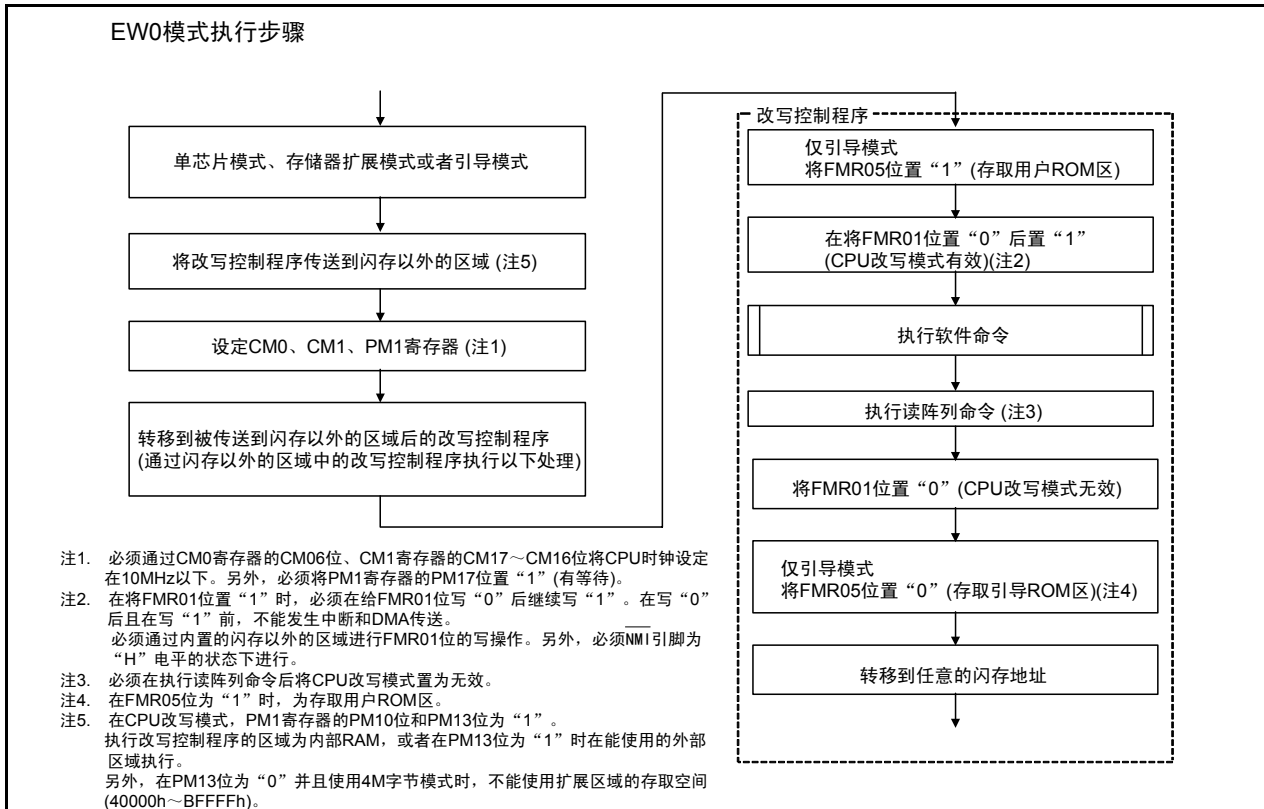 EW0模式执行步骤
单芯片模式、存储器扩展模式或者引导模式
将改写控制程序传送到闪存以外的区域 (注5)
设定CM0、CM1、PM1寄存器 (注1)
转移到被传送到闪存以外的区域后的改写控制程序
(通过闪存以外的区域中的改写控制程序执行以下处理)
改写控制程序
仅引导模式
将FMR05位置“1”(存取用户ROM区)
在将FMR01位置“0”后置“1”
(CPU改写模式有效)(注2)
执行软件命令
执行读阵列命令 (注3)
将FMR01位置“0”(CPU改写模式无效)
仅引导模式
将FMR05位置“0”(存取引导ROM区)(注4)
转移到任意的闪存地址
注1. 必须通过CM0寄存器的CM06位、CM1寄存器的CM17～CM16位将CPU时钟设定
在10MHz以下。另外，必须将PM1寄存器的PM17位置“1”(有等待)。
注2. 在将FMR01位置“1”时，必须在给FMR01位写“0”后继续写“1”。在写“0”
后且在写“1”前，不能发生中断和DMA传送。
必须通过内置的闪存以外的区域进行FMR01位的写操作。另外，必须NMI引脚为
“H”电平的状态下进行。
注3. 必须在执行读阵列命令后将CPU改写模式置为无效。
注4. 在FMR05位为“1”时，为存取用户ROM区。
注5. 在CPU改写模式，PM1寄存器的PM10位和PM13位为“1”。
执行改写控制程序的区域为内部RAM，或者在PM13位为“1”时在能使用的外部
区域执行。
另外，在PM13位为“0”并且使用4M字节模式时，不能使用扩展区域的存取空间
(40000h～BFFFFh)。